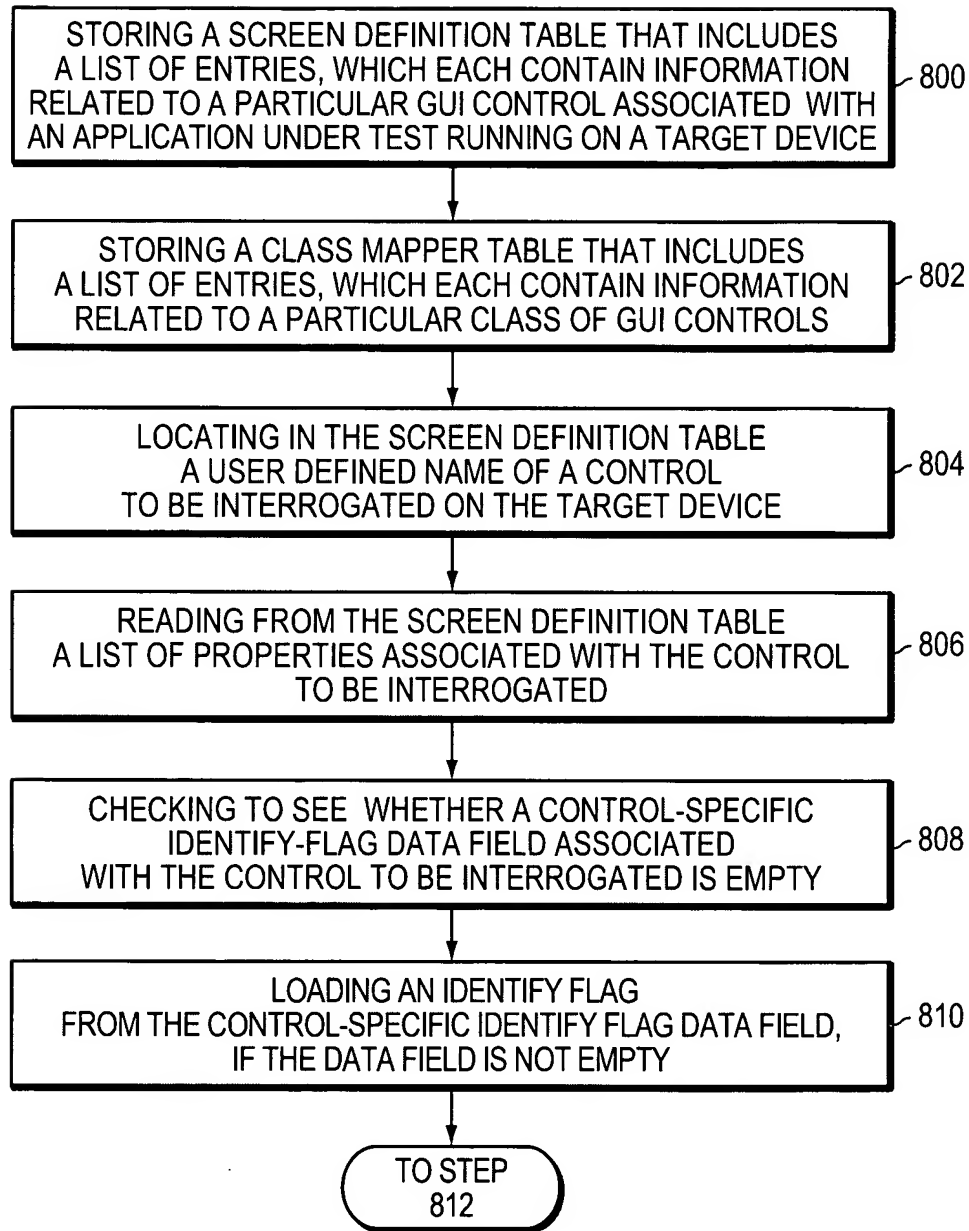 STORING A SCREEN DEFINITION TABLE THAT INCLUDES
A LIST OF ENTRIES, WHICH EACH CONTAIN INFORMATION
RELATED TO A PARTICULAR GUI CONTROL ASSOCIATED WITH
AN APPLICATION UNDER TEST RUNNING ON A TARGET DEVICE
800
STORING A CLASS MAPPER TABLE THAT INCLUDES
A LIST OF ENTRIES, WHICH EACH CONTAIN INFORMATION
RELATED TO A PARTICULAR CLASS OF GUI CONTROLS
802
LOCATING IN THE SCREEN DEFINITION TABLE
A USER DEFINED NAME OF A CONTROL
TO BE INTERROGATED ON THE TARGET DEVICE
804
READING FROM THE SCREEN DEFINITION TABLE
A LIST OF PROPERTIES ASSOCIATED WITH THE CONTROL
TO BE INTERROGATED
806
CHECKING TO SEE WHETHER A CONTROL-SPECIFIC
IDENTIFY-FLAG DATA FIELD ASSOCIATED
WITH THE CONTROL TO BE INTERROGATED IS EMPTY
808
LOADING AN IDENTIFY FLAG
FROM THE CONTROL-SPECIFIC IDENTIFY FLAG DATA FIELD,
IF THE DATA FIELD IS NOT EMPTY
810
TO STEP
812